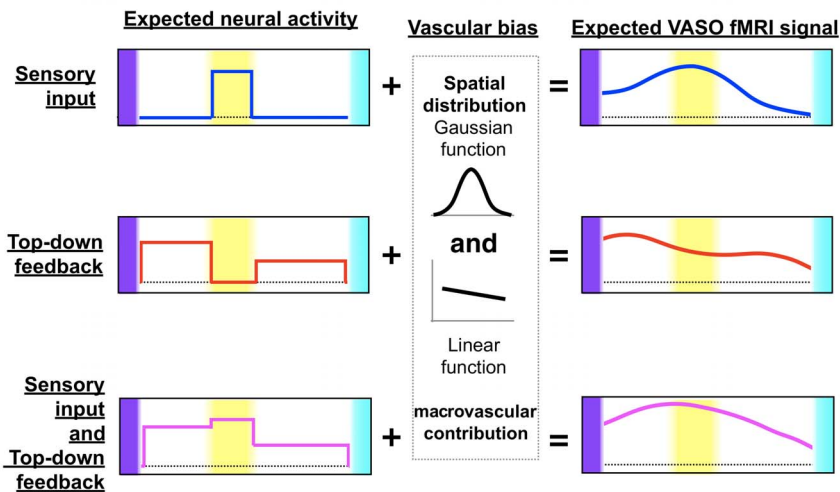 Expected neural activity
Vascular bias
Expected VASO fMRI signal
Sensory
input
+
Spatial
distribution
Gaussian
function
=
Top-down
feedback
+
and
=
Linear
function
Sensory
input
and
Top-down
feedback
+
macrovascular
contribution
=